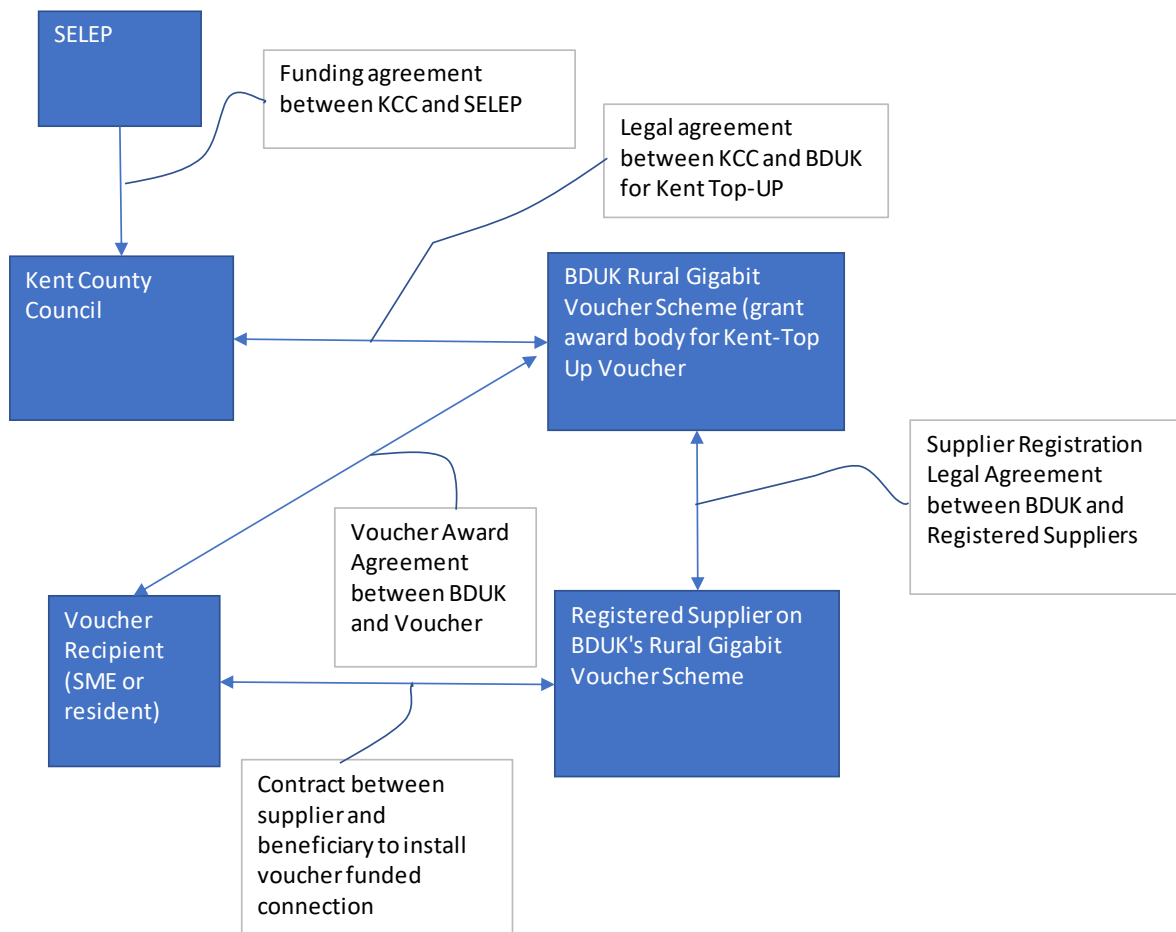 SELEP
Funding agreement
between KCC and SELEP
Legal agreement
between KCC and BDUK
for Kent Top-UP
Kent County
Council
BDUK Rural Gigabit
Voucher Scheme (grant
award body for Kent-Top
Up Voucher
Supplier Registration
Legal Agreement
between BDUK and
Registered Suppliers
Voucher Award
Agreement
between BDUK
and Voucher
Voucher
Recipient
(SME or
resident)
Registered Supplier on
BDUK's Rural Gigabit
Voucher Scheme
Contract between
supplier and
beneficiary to install
voucher funded
connection